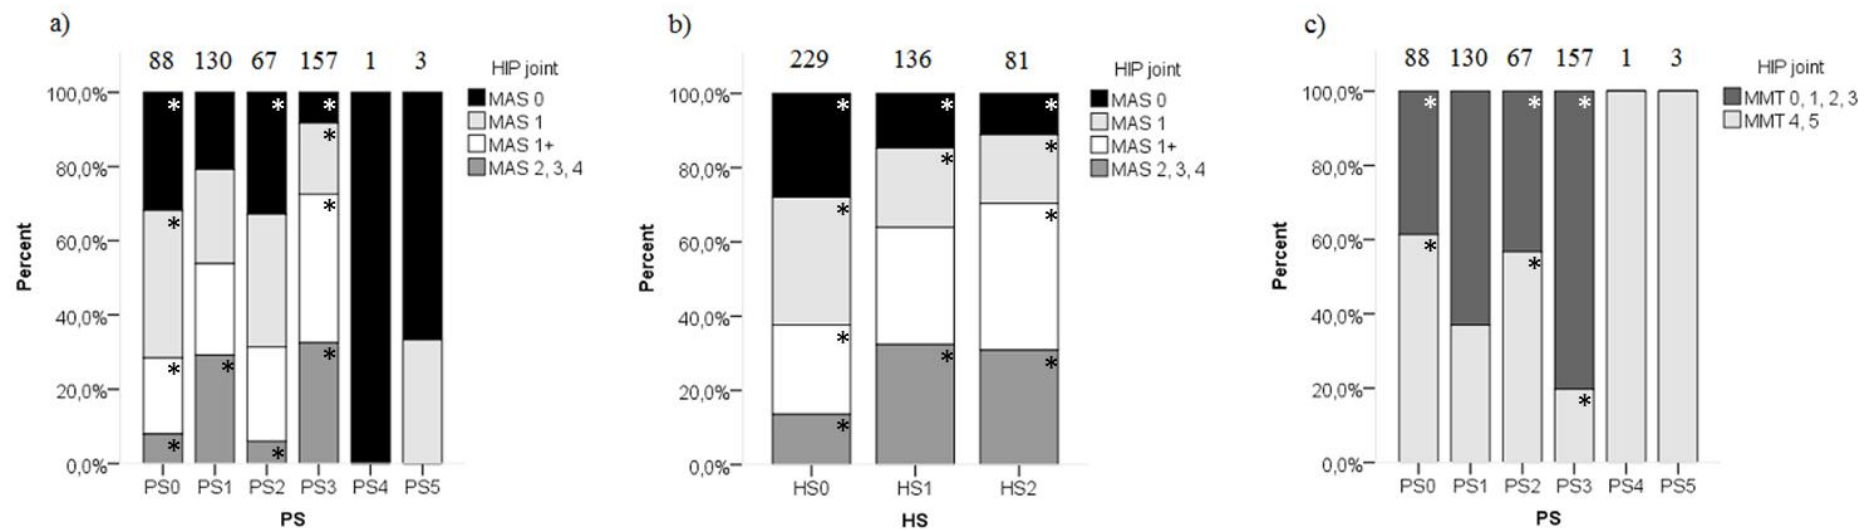 a)
88 130 67 157 1 3
HIP joint
MAS 0
MAS 1
MAS 1+
MAS 2, 3, 4
100,0%
80,0%
60,0%
40,0%
20,0%
0,0%
Percent
* * *
*
* *
* * *
* *
PS0 PS1 PS2 PS3 PS4 PS5
PS
b)
229 136 81
HIP joint
MAS 0
MAS 1
MAS 1+
MAS 2, 3, 4
100,0%
80,0%
60,0%
40,0%
20,0%
0,0%
Percent
* * *
* *
* *
* * *
*
HS0 HS1 HS2
HS
c)
88 130 67 157 1 3
HIP joint
MMT 0, 1, 2, 3
MMT 4, 5
100,0%
80,0%
60,0%
40,0%
20,0%
0,0%
Percent
* * *
* *
*
PS0 PS1 PS2 PS3 PS4 PS5
PS